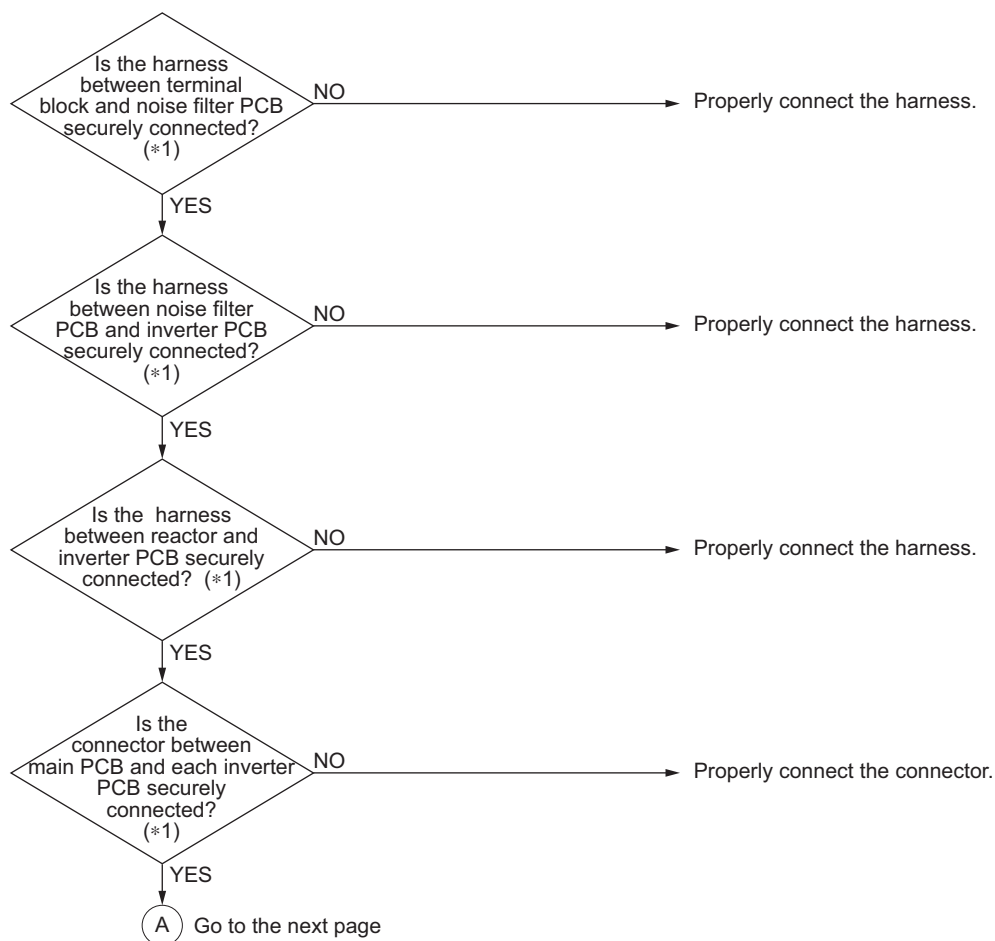 Is the harness
between terminal
block and noise filter PCB
securely connected?
(*1)
NO
Properly connect the harness.
YES
Is the harness
between noise filter
PCB and inverter PCB
securely connected?
(*1)
NO
Properly connect the harness.
YES
Is the harness
between reactor and
inverter PCB securely
connected? (*1)
NO
Properly connect the harness.
YES
Is the
connector between
main PCB and each inverter
PCB securely
connected?
(*1)
NO
Properly connect the connector.
YES
A Go to the next page